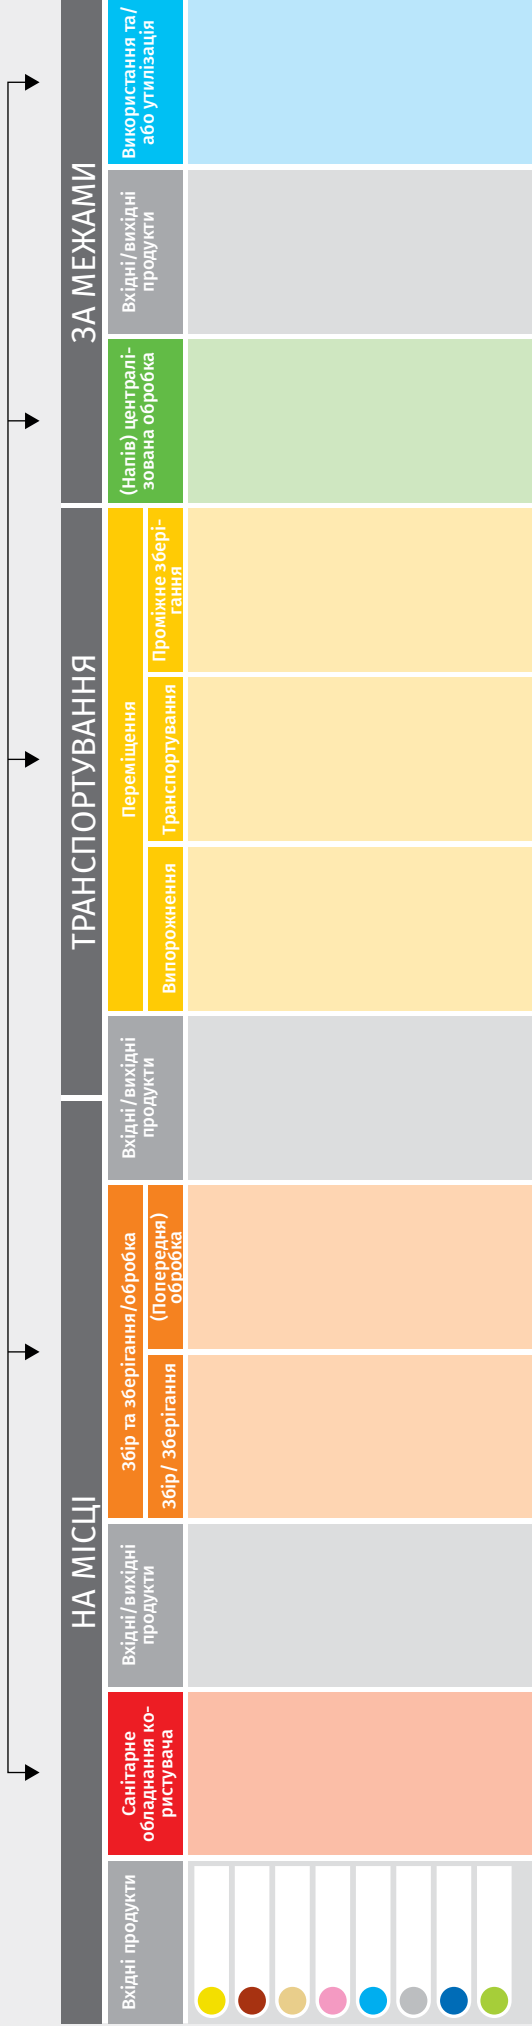 НА МІСЦІ
ТРАНСПОРТУВАННЯ
ЗА МЕЖАМИ
Вхідні продукти
Санітарне
обладнання ко-
ристувача
Вхідні/вихідні
продукти
Збір та зберігання/обробка
Збір/ Зберігання
(Попередня)
обробка
Вхідні/вихідні
продукти
Переміщення
Випорожнення
Транспортування
Проміжне збері-
гання
(Напів) централі-
зована обробка
Вхідні/вихідні
продукти
Використання та/
або утилізація